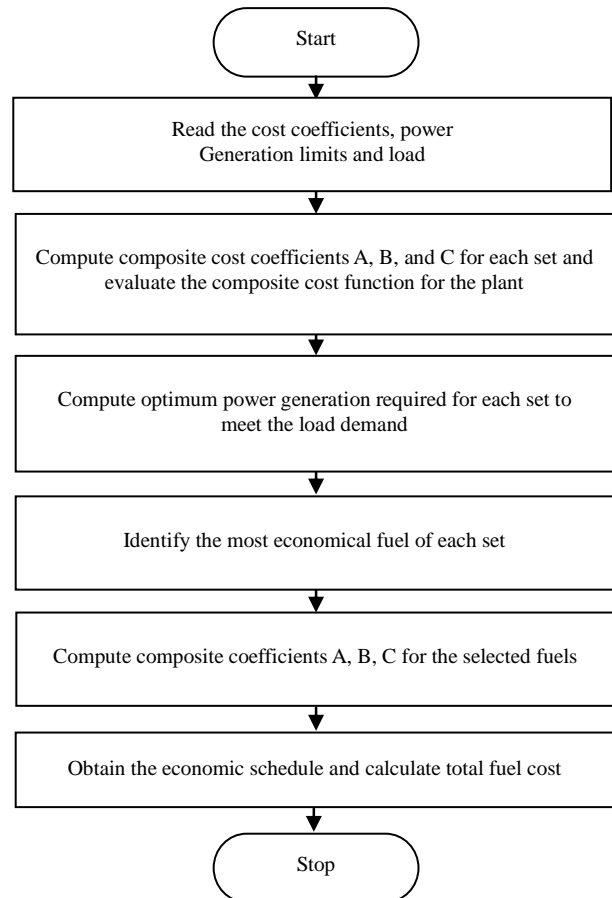 Start
Read the cost coefficients, power
Generation limits and load
Compute composite cost coefficients A, B, and C for each set and
evaluate the composite cost function for the plant
Compute optimum power generation required for each set to
meet the load demand
Identify the most economical fuel of each set
Compute composite coefficients A, B, C for the selected fuels
Obtain the economic schedule and calculate total fuel cost
Stop